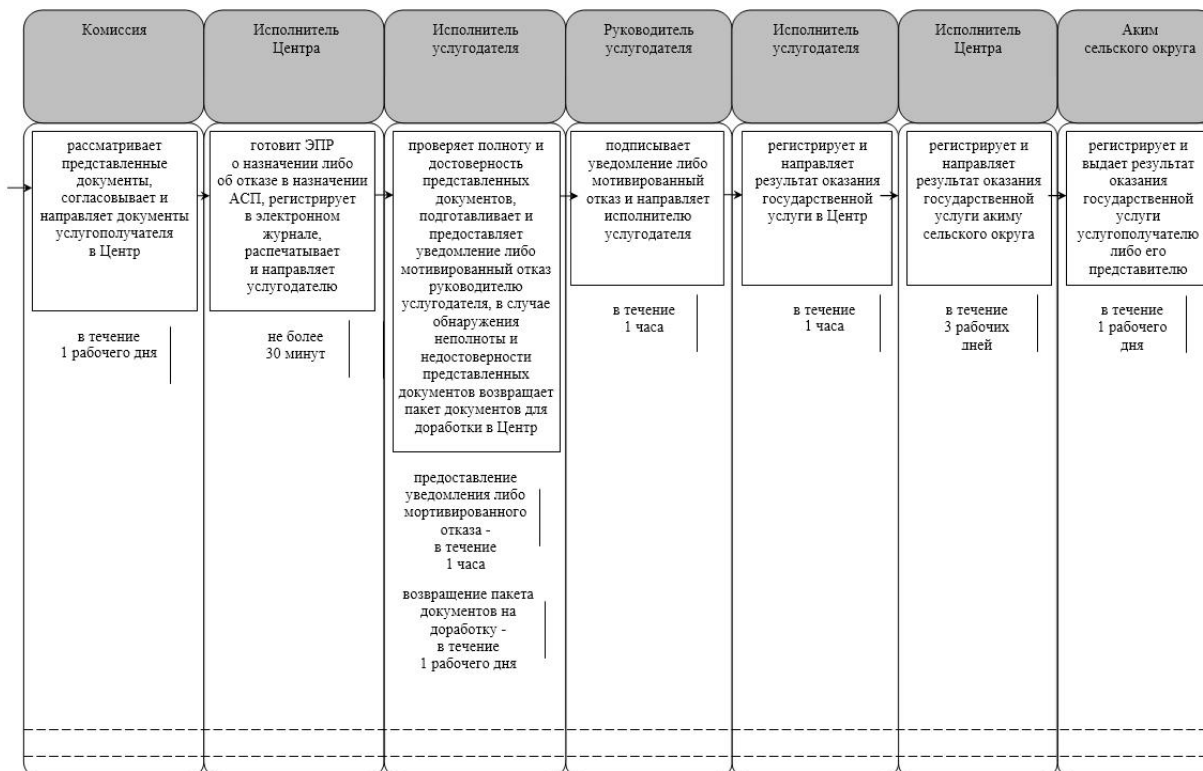 Комиссия
Исполнитель
Центра
Исполнитель
услугодателя
Руководитель
услугодателя
Исполнитель
услугодателя
Исполнитель
Центра
Аким
сельского округа
рассматривает
представленные
документы,
согласовывает и
направляет документы
услугополучателя
в Центр
в течение
1 рабочего дня
готовит ЭПР
о назначении либо
об отказе в назначении
АСП, регистрирует
в электронном
журнале,
распечатывает
и направляет
услугодателю
не более
30 минут
проверяет полноту и
достоверность
представленных
документов,
подготавливает и
предоставляет
уведомление либо
мотивированный отказ
руководителю
услугодателя, в случае
обнаружения
неполноты и
недостоверности
представленных
документов возвращает
пакет документов для
доработки в Центр
предоставление
уведомления либо
мортивированного
отказа -
в течение
1 часа
возвращение пакета
документов на
доработку -
в течение
1 рабочего дня
подписывает
уведомление либо
мотивированный
отказ и направляет
исполнителю
услугодателя
в течение
1 часа
регистрирует и
направляет
результат оказания
государственной
услуги в Центр
в течение
1 часа
регистрирует и
направляет
результат оказания
государственной
услуги акиму
сельского округа
в течение
3 рабочих
дней
регистрирует и
выдает результат
оказания
государственной
услуги
услугополучателю
либо его
представителю
в течение
1 рабочего
дня